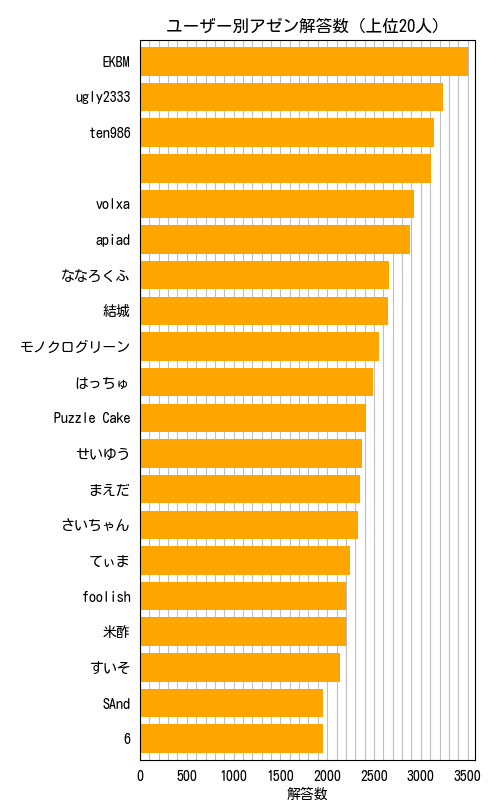 ユーザー別アゼン解答数 (上位20人)
EKBM
ugly2333
ten986
volxa
apiad
ななろくふ
結城
モノクログリーン
はっちゅ
Puzzle Cake
せいゆう
まえだ
さいちゃん
てぃま
foolish
米酢
すいそ
SAnd
6
0 500 1000 1500 2000 2500 3000 3500
解答数